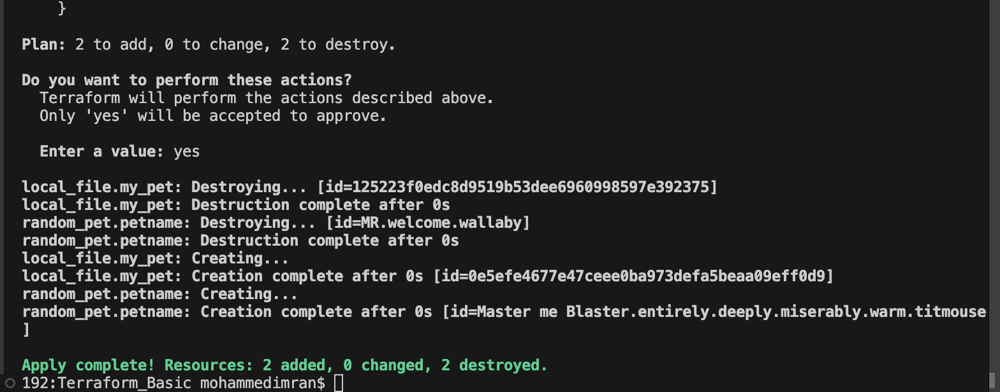 }
Plan: 2 to add, 0 to change, 2 to destroy.
Do you want to perform these actions?
Terraform will perform the actions described above.
Only 'yes' will be accepted to approve.
Enter a value: yes
local_file.my_pet: Destroying... [id=125223f0edc8d9519b53dee6960998597e392375]
local_file.my_pet: Destruction complete after 0s
random_pet.petname: Destroying... [id=MR.welcome.wallaby]
random_pet.petname: Destruction complete after 0s
local_file.my_pet: Creating...
local_file.my_pet: Creation complete after 0s [id=0e5efe4677e47ceee0ba973defa5beaa09eff0d9]
random_pet.petname: Creating...
random_pet.petname: Creation complete after 0s [id=Master me Blaster.entirely.deeply.miserably.warm.titmouse
]
Apply complete! Resources: 2 added, 0 changed, 2 destroyed.
192:Terraform_Basic mohammedimran$